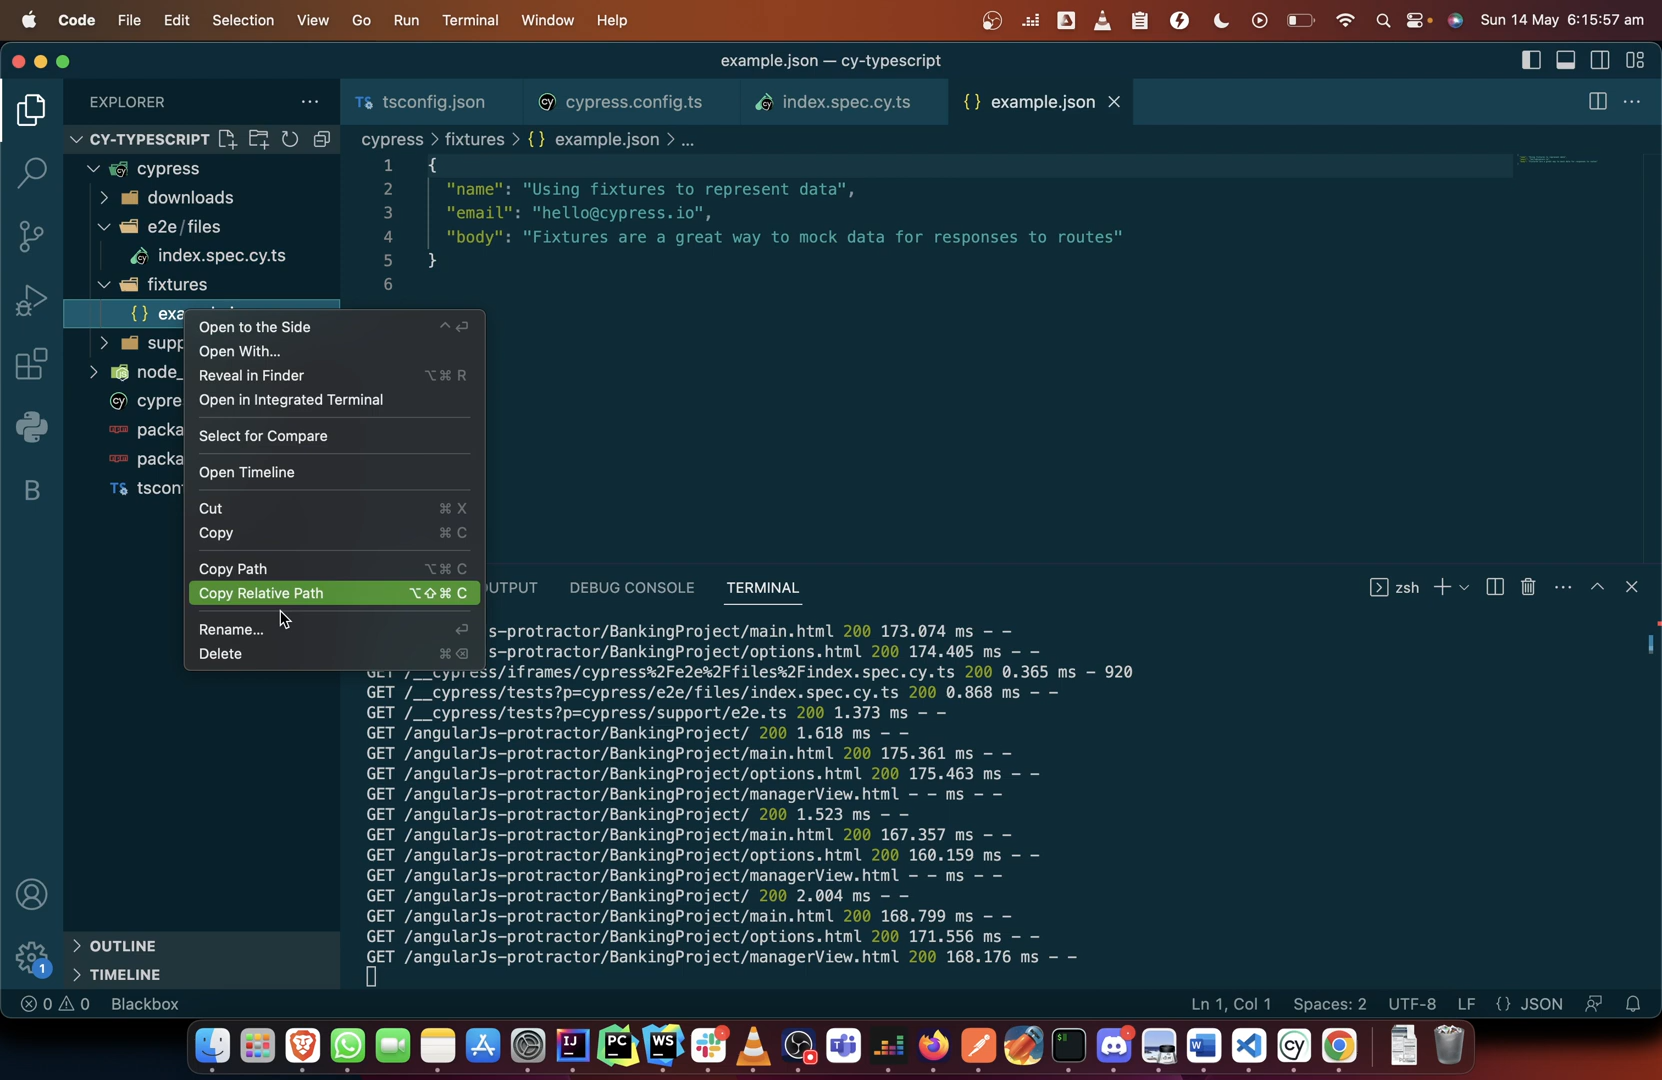 Code File Edit Selection View Go Run Terminal Window Help Sun 14 May 6:15:57 am
example.json — cy-typescript
EXPLORER
tsconfig.json cypress.config.ts index.spec.cy.ts {} example.json
CY-TYPESCRIPT
cypress > fixtures > {} example.json > ...
cypress
downloads
e2e/files
index.spec.cy.ts
fixtures
{} exa
supp
node_
cypre
packa
packa
tscon
1 {
2 "name": "Using fixtures to represent data",
3 "email": "hello@cypress.io",
4 "body": "Fixtures are a great way to mock data for responses to routes"
5 }
6
Open to the Side ^ ⏎
Open With...
Reveal in Finder ⌥⌘ R
Open in Integrated Terminal
Select for Compare
Open Timeline
Cut ⌘ X
Copy ⌘ C
Copy Path ⌥⌘ C
Copy Relative Path ⌥⇧⌘ C
Rename... ⏎
Delete ⌘⌫
UTPUT DEBUG CONSOLE TERMINAL zsh
s-protractor/BankingProject/main.html 200 173.074 ms - -
s-protractor/BankingProject/options.html 200 174.405 ms - -
GET /__cypress/iframes/cypress%2Fe2e%2Ffiles%2Findex.spec.cy.ts 200 0.365 ms - 920
GET /__cypress/tests?p=cypress/e2e/files/index.spec.cy.ts 200 0.868 ms - -
GET /__cypress/tests?p=cypress/support/e2e.ts 200 1.373 ms - -
GET /angularJs-protractor/BankingProject/ 200 1.618 ms - -
GET /angularJs-protractor/BankingProject/main.html 200 175.361 ms - -
GET /angularJs-protractor/BankingProject/options.html 200 175.463 ms - -
GET /angularJs-protractor/BankingProject/managerView.html - - ms - -
GET /angularJs-protractor/BankingProject/ 200 1.523 ms - -
GET /angularJs-protractor/BankingProject/main.html 200 167.357 ms - -
GET /angularJs-protractor/BankingProject/options.html 200 160.159 ms - -
GET /angularJs-protractor/BankingProject/managerView.html - - ms - -
GET /angularJs-protractor/BankingProject/ 200 2.004 ms - -
GET /angularJs-protractor/BankingProject/main.html 200 168.799 ms - -
GET /angularJs-protractor/BankingProject/options.html 200 171.556 ms - -
GET /angularJs-protractor/BankingProject/managerView.html 200 168.176 ms - -
B
OUTLINE
TIMELINE
1
0 0 Blackbox Ln 1, Col 1 Spaces: 2 UTF-8 LF {} JSON
IJ PC WS W cy